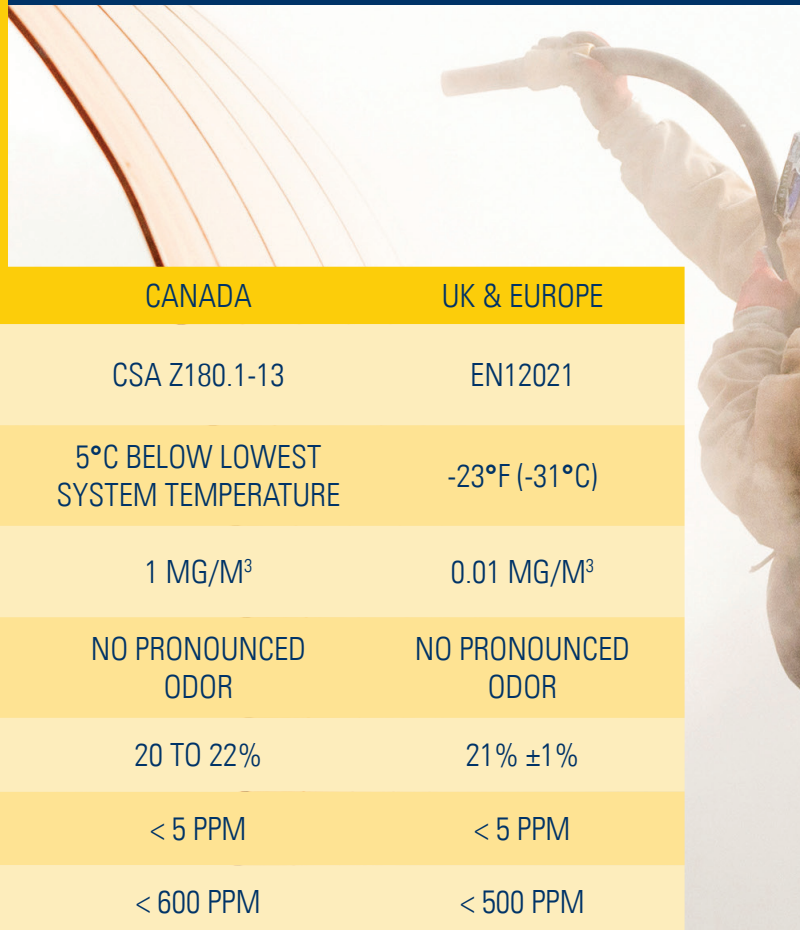 CANADA UK & EUROPE
CSA Z180.1-13 EN12021
5°C BELOW LOWEST
SYSTEM TEMPERATURE -23°F (-31°C)
1 MG/M³ 0.01 MG/M³
NO PRONOUNCED NO PRONOUNCED
ODOR ODOR
20 TO 22% 21% ±1%
< 5 PPM < 5 PPM
< 600 PPM < 500 PPM